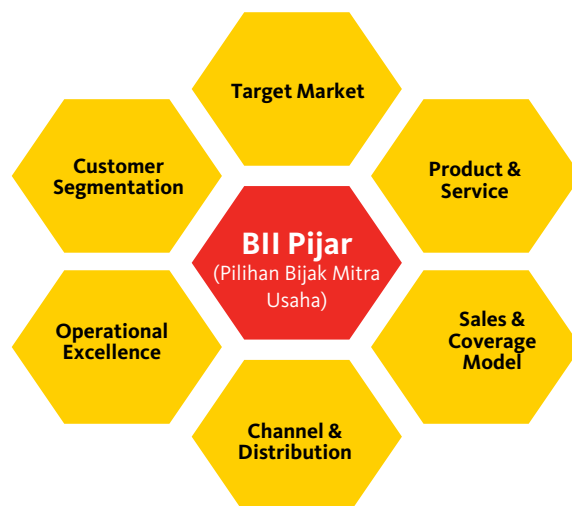 Target Market
Customer
Segmentation
Product &
Service
BII Pijar
(Pilihan Bijak Mitra
Usaha)
Operational
Excellence
Sales &
Coverage
Model
Channel &
Distribution